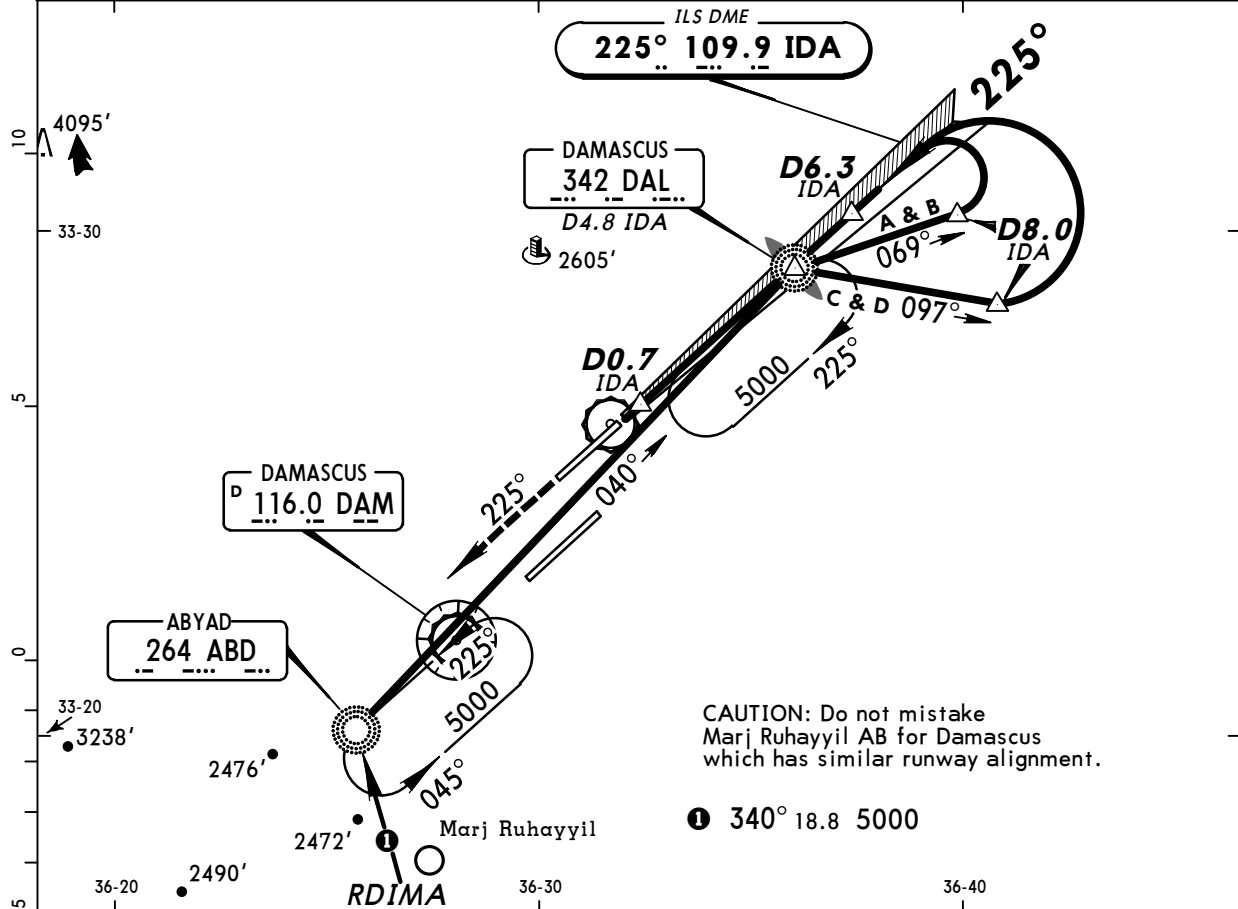 ILS DME
225° 109.9 IDA
225°
4095'
10
DAMASCUS
342 DAL
D4.8 IDA
D6.3
IDA
A & B
069°
D8.0
IDA
33-30
2605'
C & D 097°
D0.7
IDA
5000
225°
5
040°
225°
DAMASCUS
D 116.0 DAM
ABYAD
264 ABD
225°
0
5000
33-20
3238'
CAUTION: Do not mistake
Marj Ruhayyil AB for Damascus
which has similar runway alignment.
2476'
045°
1 340° 18.8 5000
2472'
1
Marj Ruhayyil
2490'
36-20
RDIMA
36-30
36-40
5